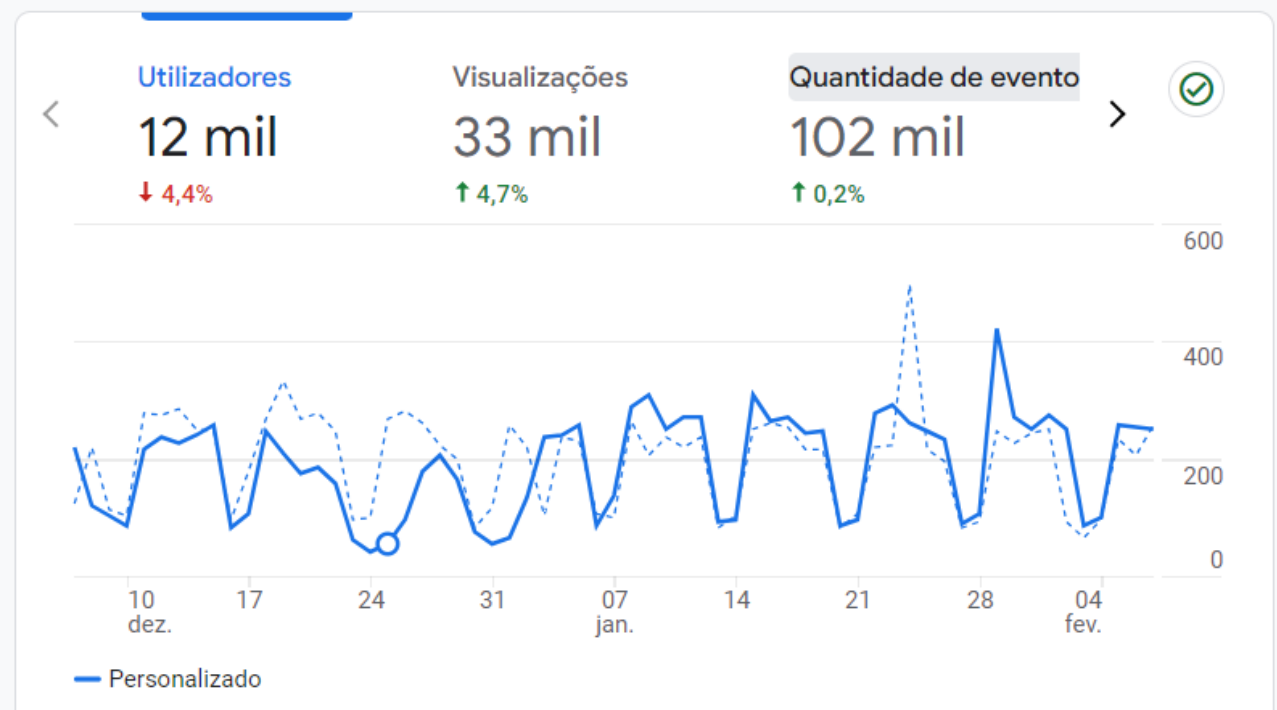 Utilizadores
12 mil
4,4%
Visualizações
33 mil
4,7%
Quantidade de evento
102 mil
0,2%
600
400
200
0
10
dez.
17
24
31
07
jan.
14
21
28
04
fev.
Personalizado